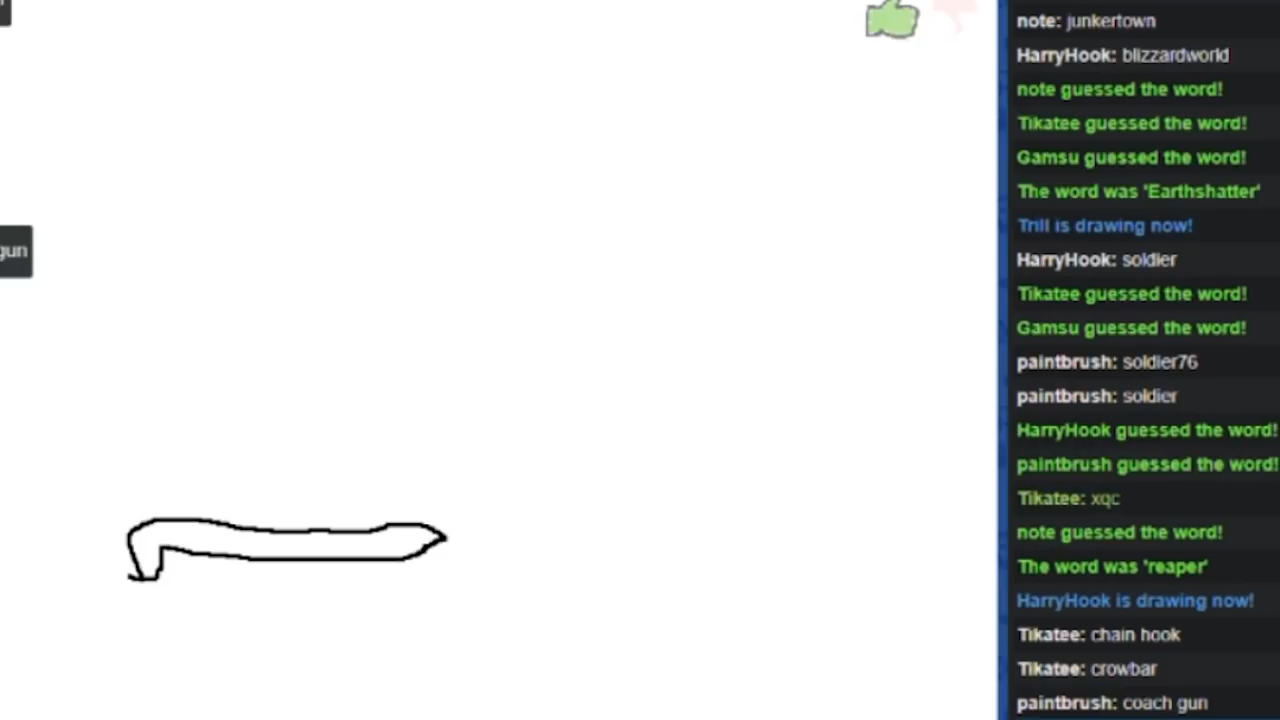 gun
note: junkertown
HarryHook: blizzardworld
note guessed the word!
Tikatee guessed the word!
Gamsu guessed the word!
The word was 'Earthshatter'
Trill is drawing now!
HarryHook: soldier
Tikatee guessed the word!
Gamsu guessed the word!
paintbrush: soldier76
paintbrush: soldier
HarryHook guessed the word!
paintbrush guessed the word!
Tikatee: xqc
note guessed the word!
The word was 'reaper'
HarryHook is drawing now!
Tikatee: chain hook
Tikatee: crowbar
paintbrush: coach gun